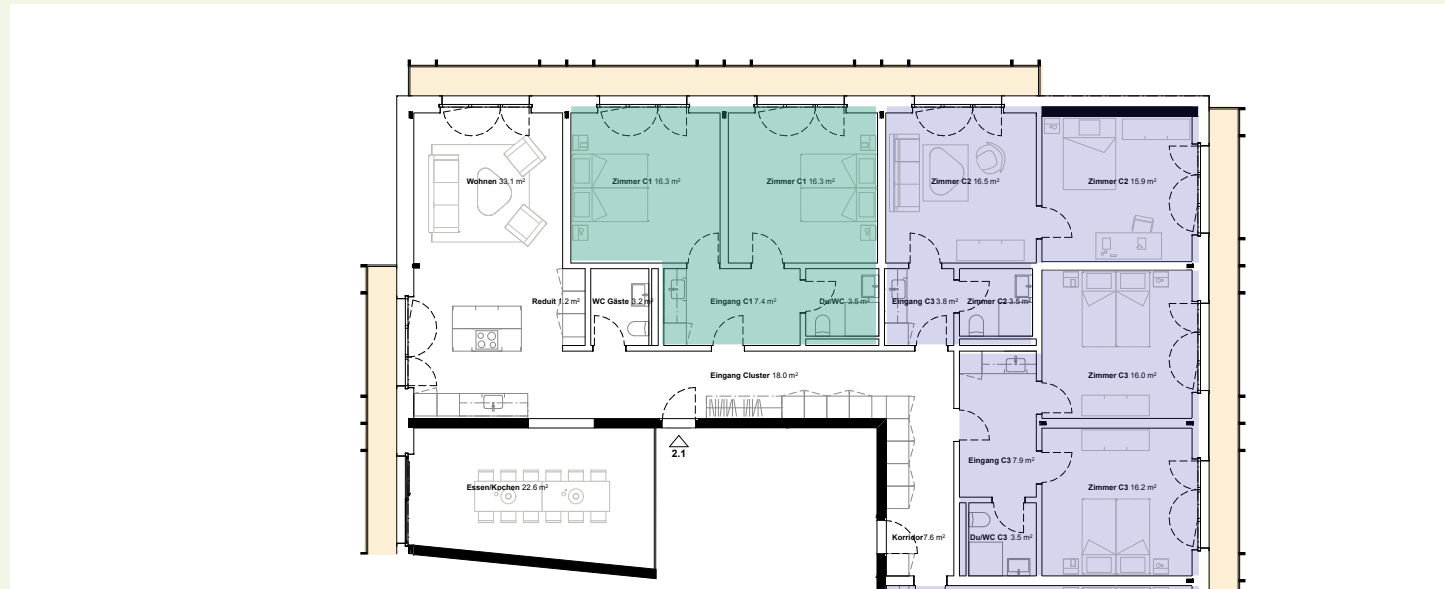 Wohnen 33.1 m²
Zimmer C1 16.3 m²
Zimmer C1 16.3 m²
Zimmer C2 16.5 m²
Zimmer C2 15.9 m²
Reduit 1.2 m²
WC Gäste 3.2 m²
Eingang C1 7.4 m²
Du/WC 3.5 m²
Eingang C3 3.8 m²
Zimmer C2 3.5 m²
Eingang Cluster 18.0 m²
Zimmer C3 16.0 m²
2.1
Eingang C3 7.9 m²
Essen/Kochen 22.6 m²
Zimmer C3 16.2 m²
Korridor 7.6 m²
Du/WC C3 3.5 m²